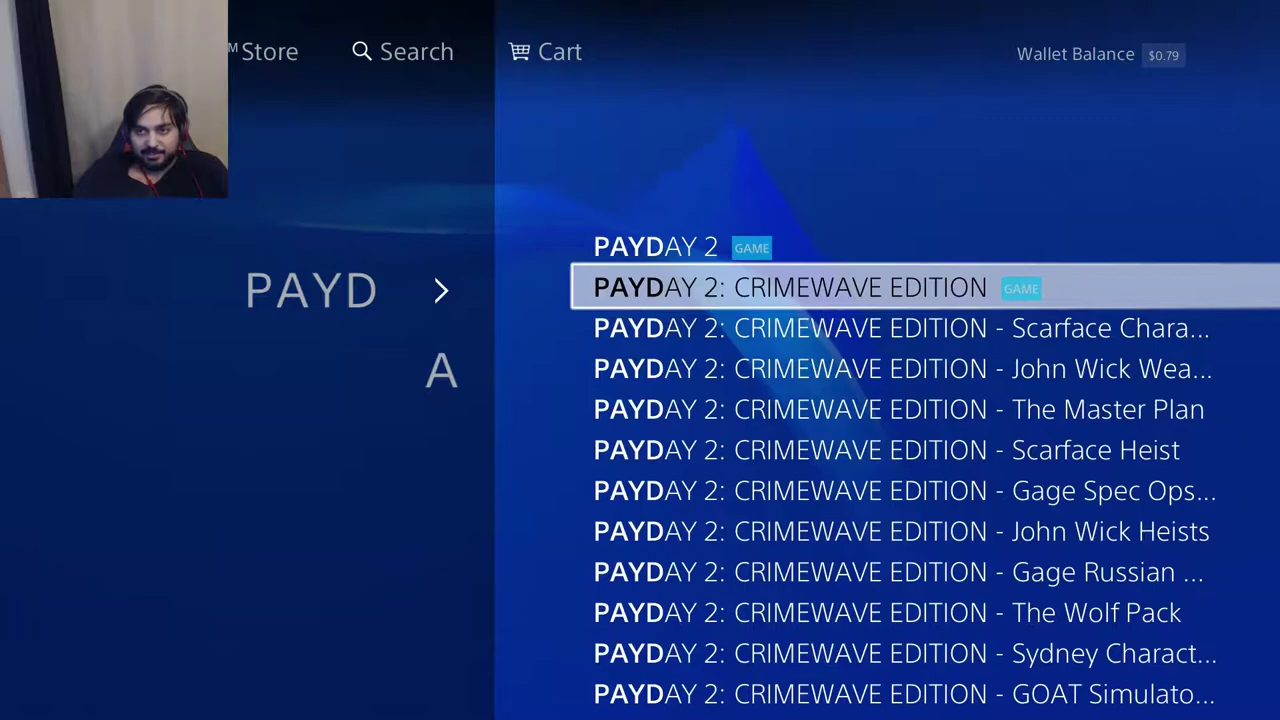 ™Store
Search
Cart
Wallet Balance $0.79
PAYD
A
PAYDAY 2 GAME
PAYDAY 2: CRIMEWAVE EDITION GAME
PAYDAY 2: CRIMEWAVE EDITION - Scarface Chara...
PAYDAY 2: CRIMEWAVE EDITION - John Wick Wea...
PAYDAY 2: CRIMEWAVE EDITION - The Master Plan
PAYDAY 2: CRIMEWAVE EDITION - Scarface Heist
PAYDAY 2: CRIMEWAVE EDITION - Gage Spec Ops...
PAYDAY 2: CRIMEWAVE EDITION - John Wick Heists
PAYDAY 2: CRIMEWAVE EDITION - Gage Russian ...
PAYDAY 2: CRIMEWAVE EDITION - The Wolf Pack
PAYDAY 2: CRIMEWAVE EDITION - Sydney Charact...
PAYDAY 2: CRIMEWAVE EDITION - GOAT Simulato...